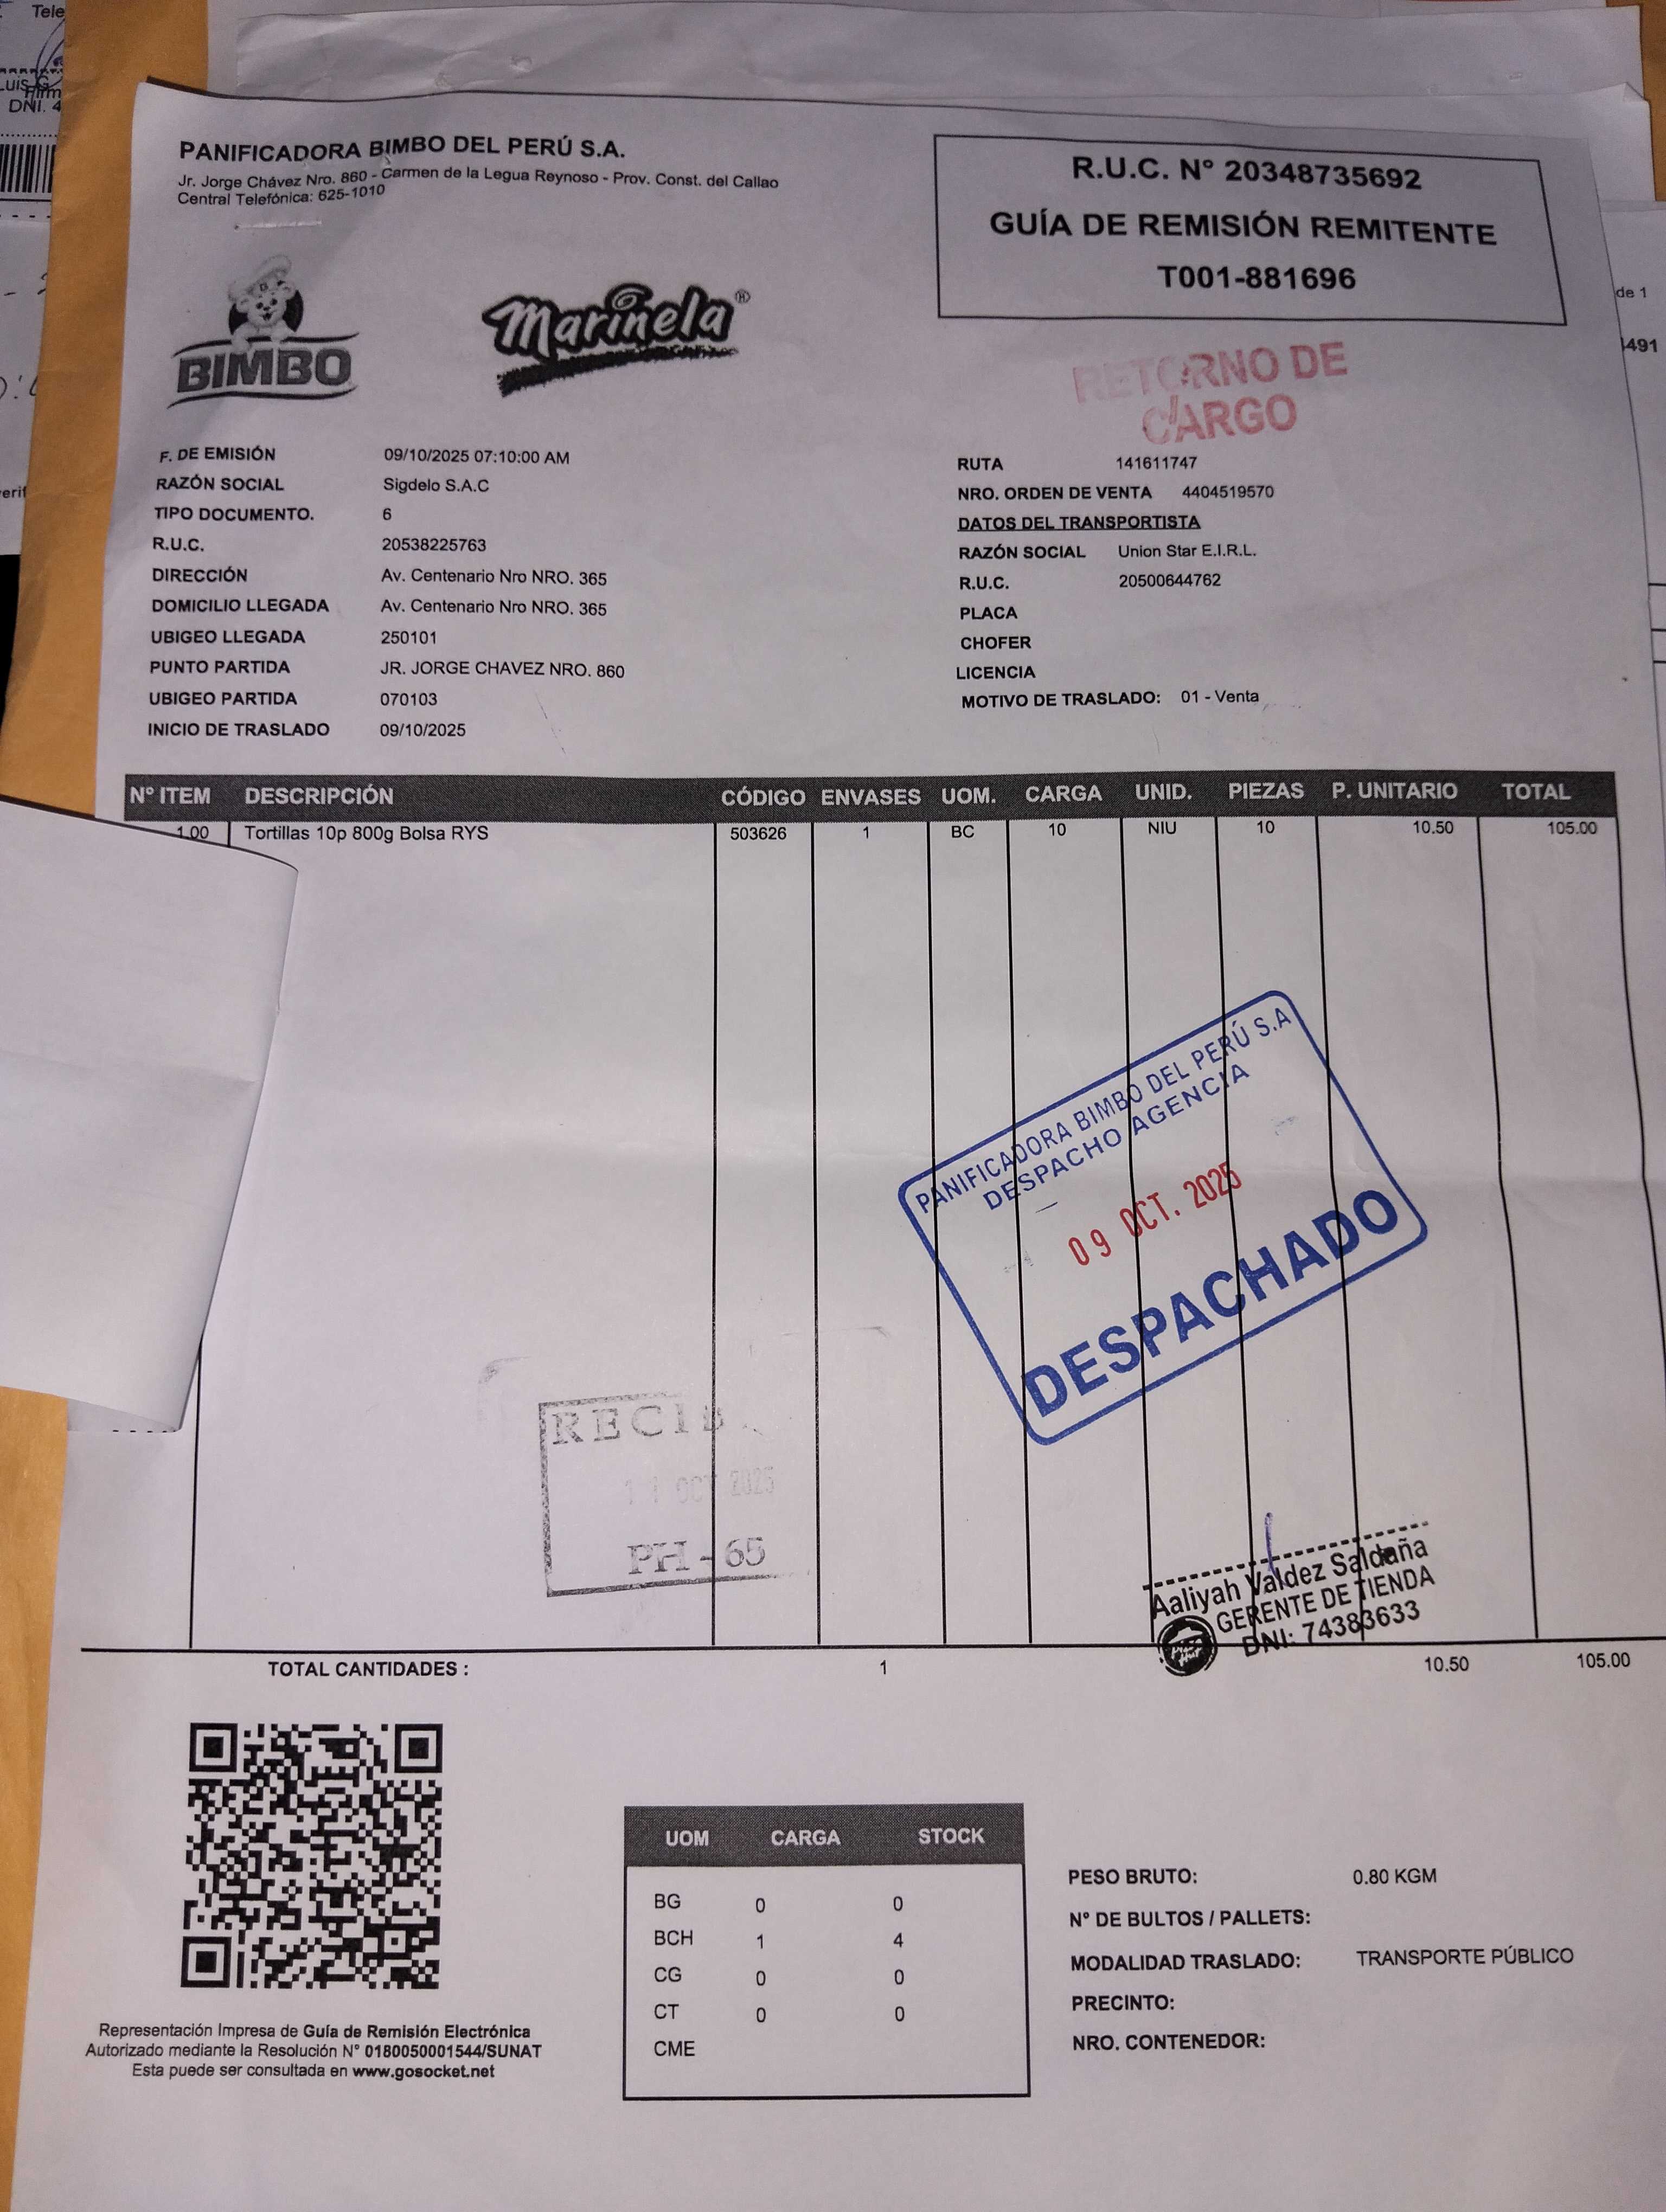 Tele
Firm
DNI. 4
PANIFICADORA BIMBO DEL PERÚ S.A.
Jr. Jorge Chávez Nro. 860 - Carmen de la Legua Reynoso - Prov. Const. del Callao
Central Telefónica: 625-1010
R.U.C. N° 20348735692
GUÍA DE REMISIÓN REMITENTE
T001-881696
de 1
491
BIMBO
Marinela®
RETORNO DE
CARGO
F. DE EMISIÓN 09/10/2025 07:10:00 AM
RAZÓN SOCIAL Sigdelo S.A.C
TIPO DOCUMENTO. 6
R.U.C. 20538225763
DIRECCIÓN Av. Centenario Nro NRO. 365
DOMICILIO LLEGADA Av. Centenario Nro NRO. 365
UBIGEO LLEGADA 250101
PUNTO PARTIDA JR. JORGE CHAVEZ NRO. 860
UBIGEO PARTIDA 070103
INICIO DE TRASLADO 09/10/2025
RUTA 141611747
NRO. ORDEN DE VENTA 4404519570
DATOS DEL TRANSPORTISTA
RAZÓN SOCIAL Union Star E.I.R.L.
R.U.C. 20500644762
PLACA
CHOFER
LICENCIA
MOTIVO DE TRASLADO: 01 - Venta
N° ITEM DESCRIPCIÓN CÓDIGO ENVASES UOM. CARGA UNID. PIEZAS P. UNITARIO TOTAL
1.00 Tortillas 10p 800g Bolsa RYS 503626 1 BC 10 NIU 10 10.50 105.00
PANIFICADORA BIMBO DEL PERÚ S.A
DESPACHO AGENCIA
09 OCT. 2025
DESPACHADO
RECIB
11 OCT 2025
PH - 65
Aaliyah Valdez Saldaña
GERENTE DE TIENDA
DNI: 74383633
TOTAL CANTIDADES : 1 10.50 105.00
UOM CARGA STOCK
BG 0 0
BCH 1 4
CG 0 0
CT 0 0
CME
PESO BRUTO: 0.80 KGM
N° DE BULTOS / PALLETS:
MODALIDAD TRASLADO: TRANSPORTE PÚBLICO
PRECINTO:
NRO. CONTENEDOR:
Representación Impresa de Guía de Remisión Electrónica
Autorizado mediante la Resolución N° 0180050001544/SUNAT
Esta puede ser consultada en www.gosocket.net